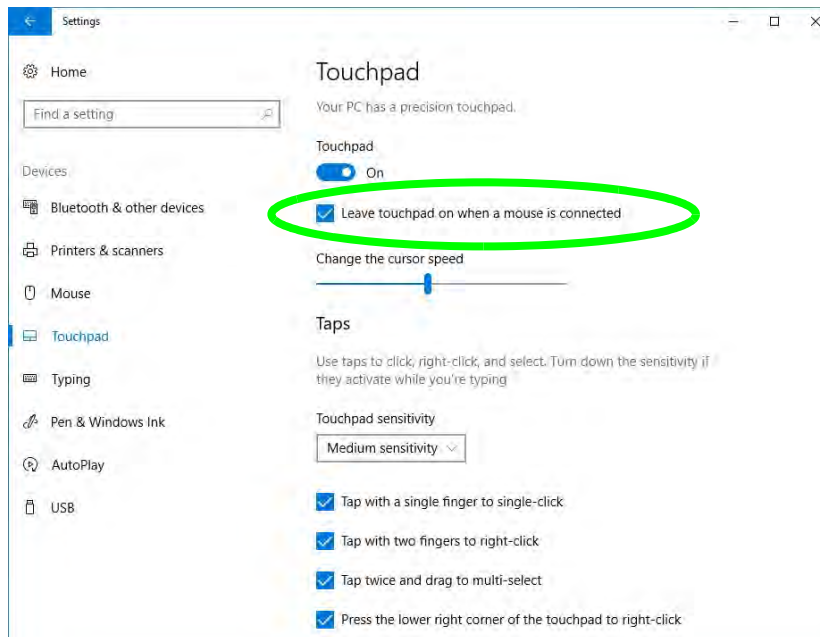 Settings
Home
Find a setting
Devices
Bluetooth & other devices
Printers & scanners
Mouse
Touchpad
Typing
Pen & Windows Ink
AutoPlay
USB
Touchpad
Your PC has a precision touchpad.
Touchpad
On
Leave touchpad on when a mouse is connected
Change the cursor speed
Taps
Use taps to click, right-click, and select. Turn down the sensitivity if
they activate while you're typing
Touchpad sensitivity
Medium sensitivity
Tap with a single finger to single-click
Tap with two fingers to right-click
Tap twice and drag to multi-select
Press the lower right corner of the touchpad to right-click